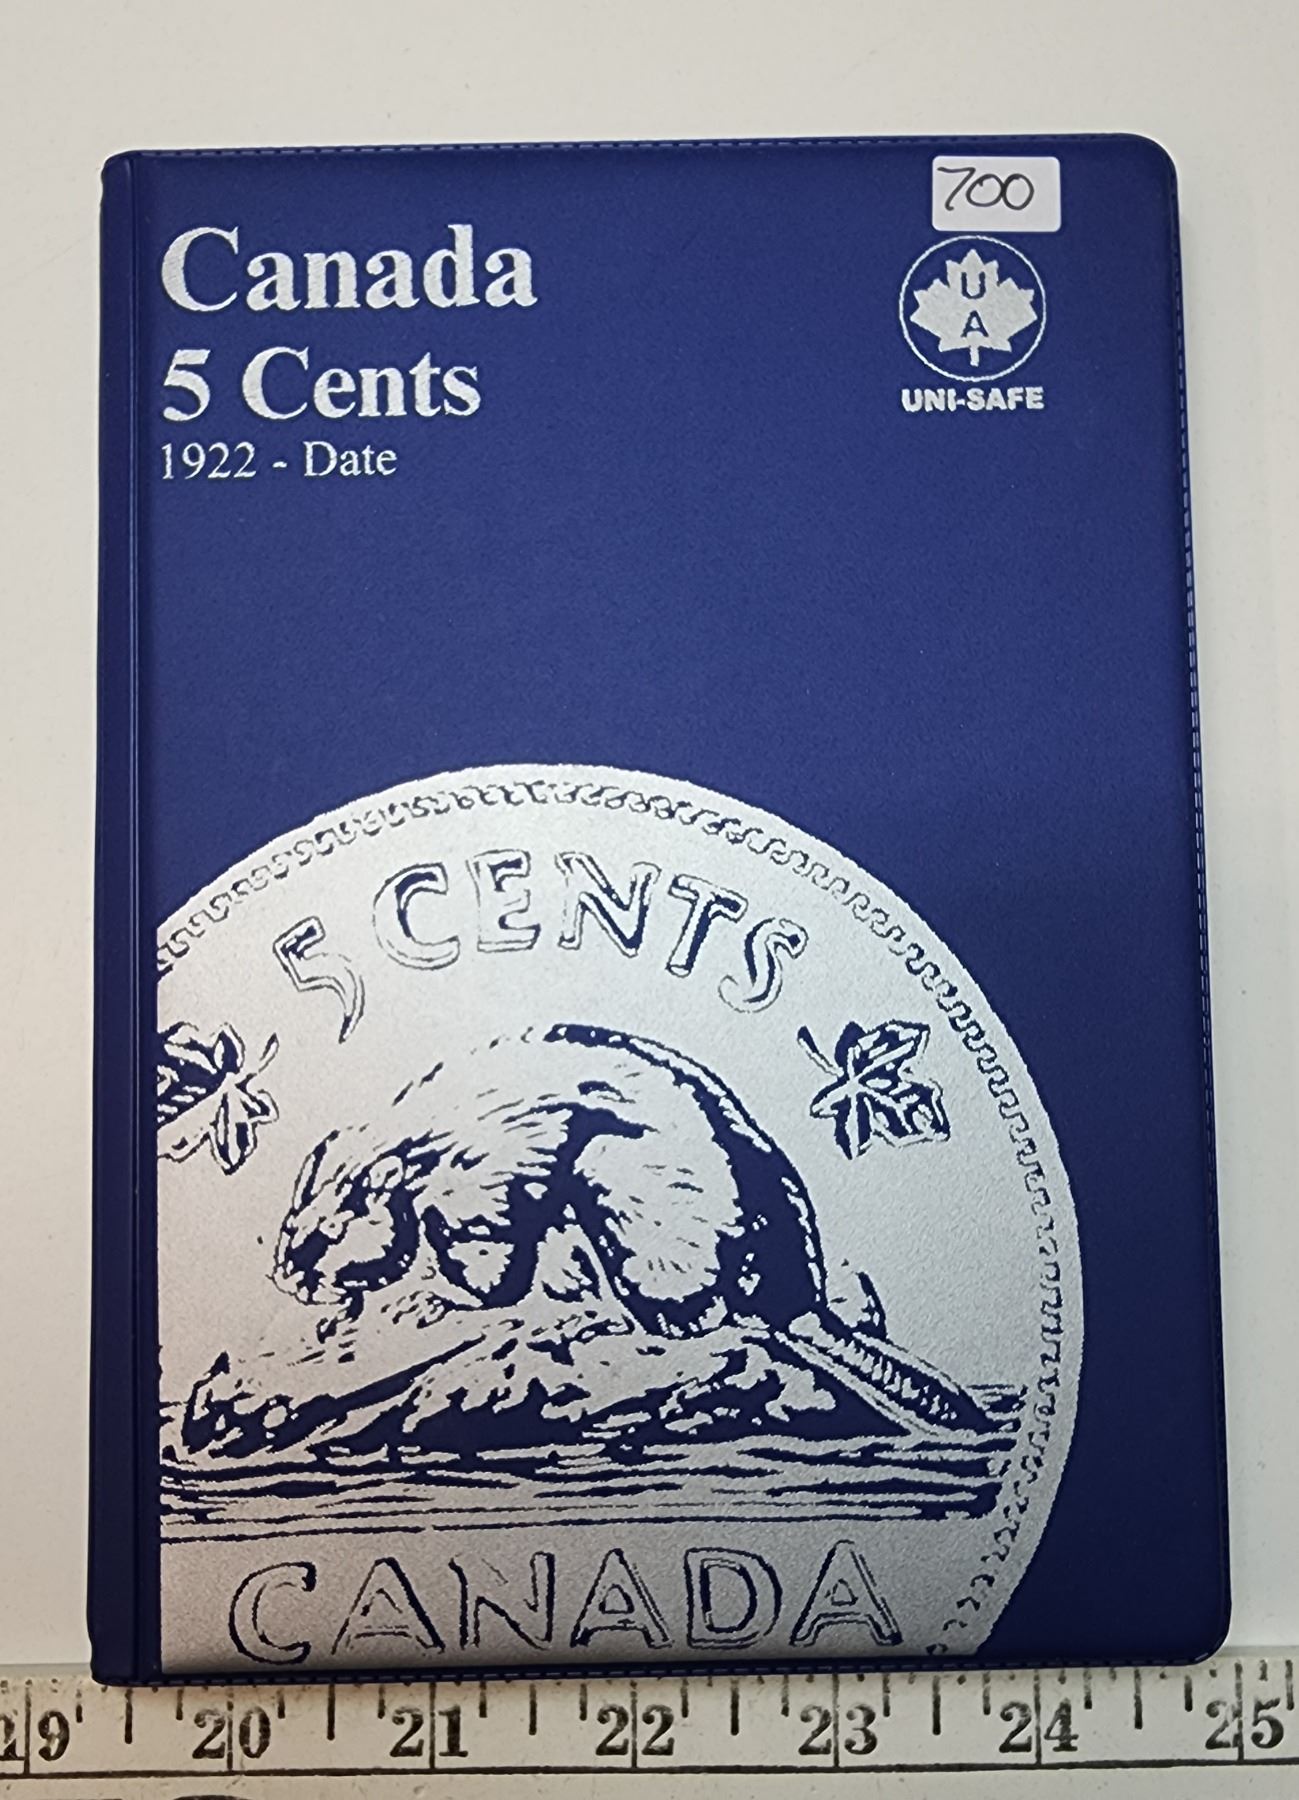 700
Canada
5 Cents
1922 - Date
U
A
UNI-SAFE
5 CENTS
CANADA
19 20 21 22 23 24 25